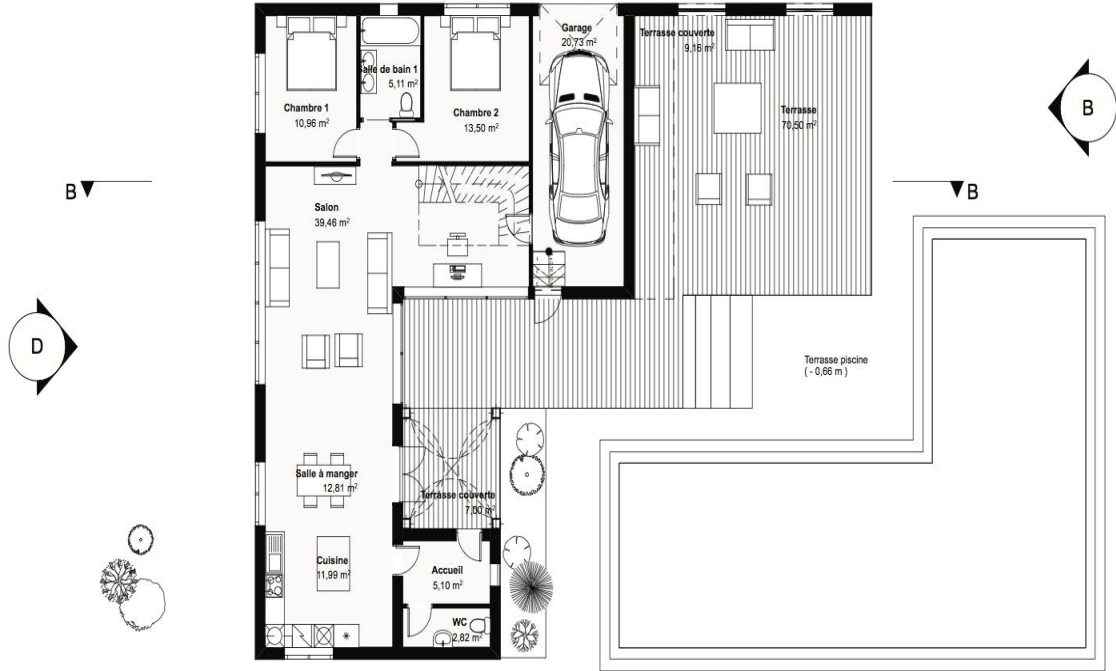 Garage
20,73 m²
Terrasse couverte
9,16 m²
Salle de bain 1
5,11 m²
Chambre 1
10,96 m²
Chambre 2
13,50 m²
Terrasse
70,50 m²
B
B
B
Salon
39,46 m²
D
Terrasse piscine
( - 0,66 m )
Salle à manger
12,81 m²
Terrasse couverte
7,00 m²
Cuisine
11,99 m²
Accueil
5,10 m²
WC
2,82 m²